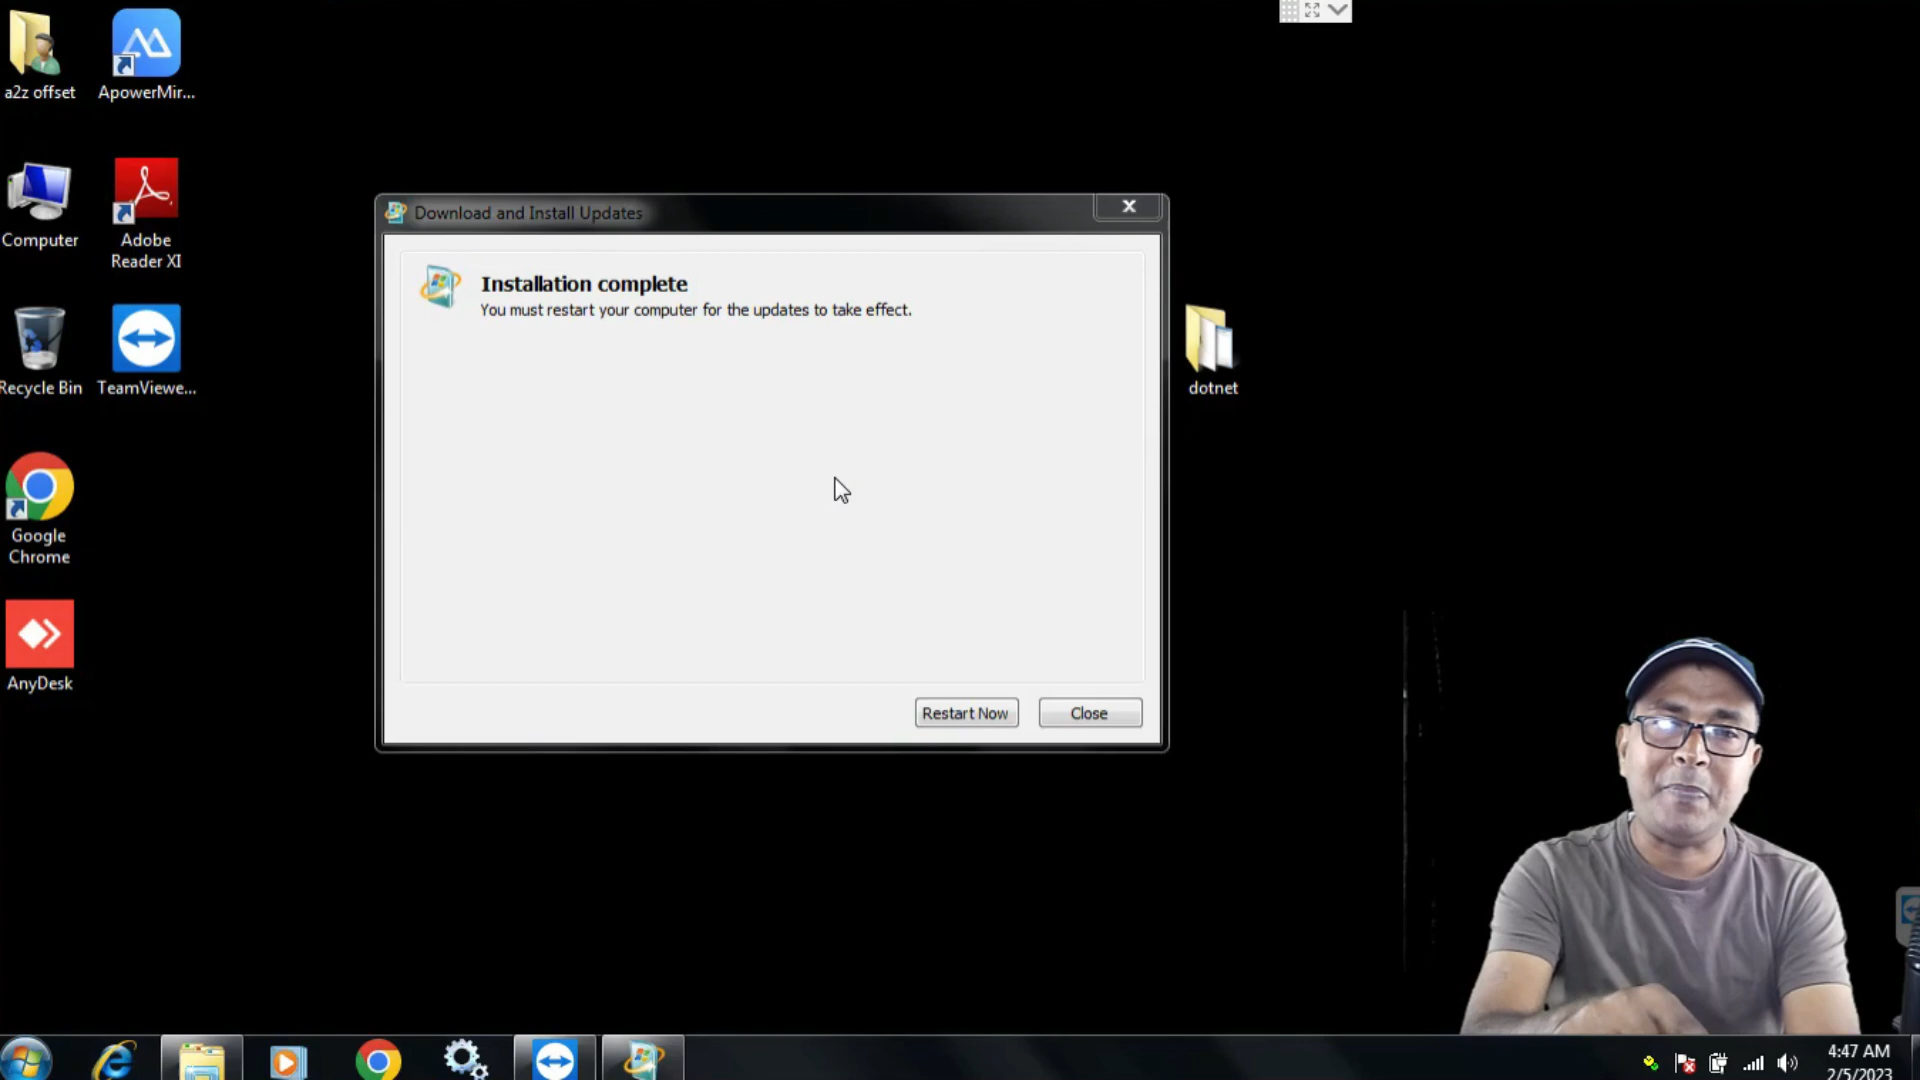 a2z offset
ApowerMir...
Computer
Adobe
Reader XI
Recycle Bin
TeamViewe...
Google
Chrome
AnyDesk
Download and Install Updates
Installation complete
You must restart your computer for the updates to take effect.
Restart Now
Close
dotnet
4:47 AM
2/5/2023